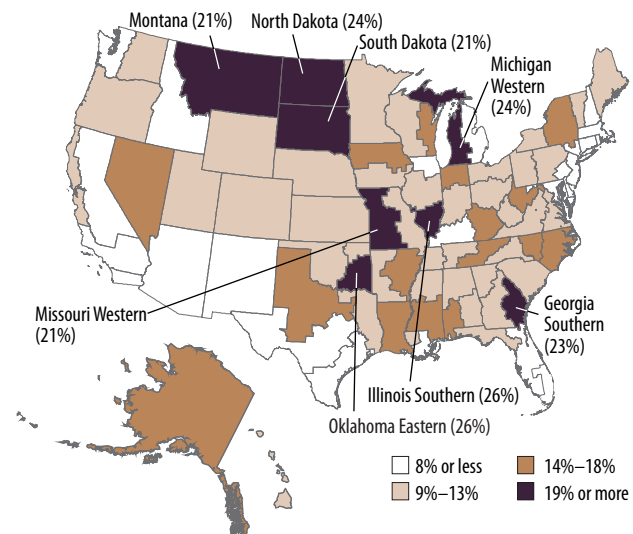 Montana (21%)
North Dakota (24%)
South Dakota (21%)
Michigan
Western
(24%)
Missouri Western
(21%)
Georgia
Southern
(23%)
Illinois Southern (26%)
Oklahoma Eastern (26%)
8% or less
14%–18%
9%–13%
19% or more